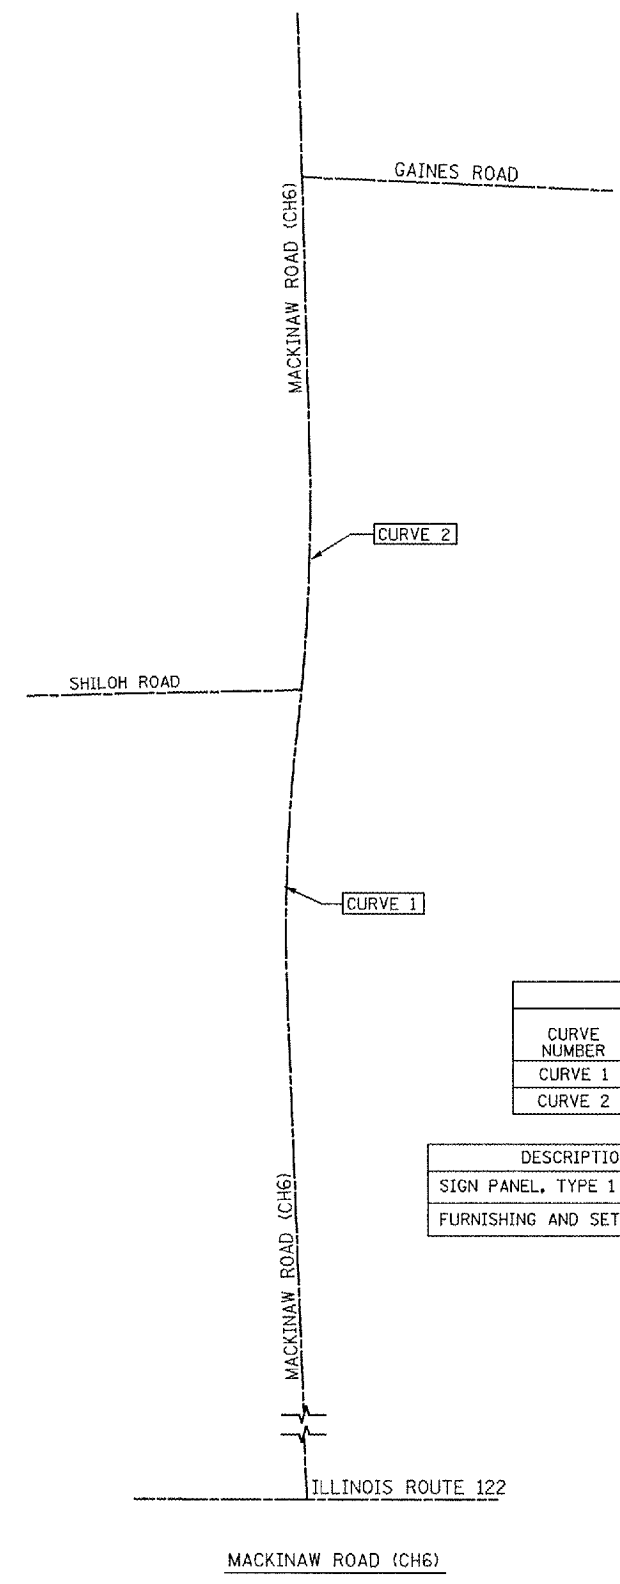 GAINES ROAD
MACKINAW ROAD (CH6)
CURVE 2
SHILOH ROAD
CURVE 1
CURVE
NUMBER
CURVE 1
CURVE 2
DESCRIPTIO
SIGN PANEL, TYPE 1
FURNISHING AND SET
MACKINAW ROAD (CH6)
ILLINOIS ROUTE 122
MACKINAW ROAD (CH6)